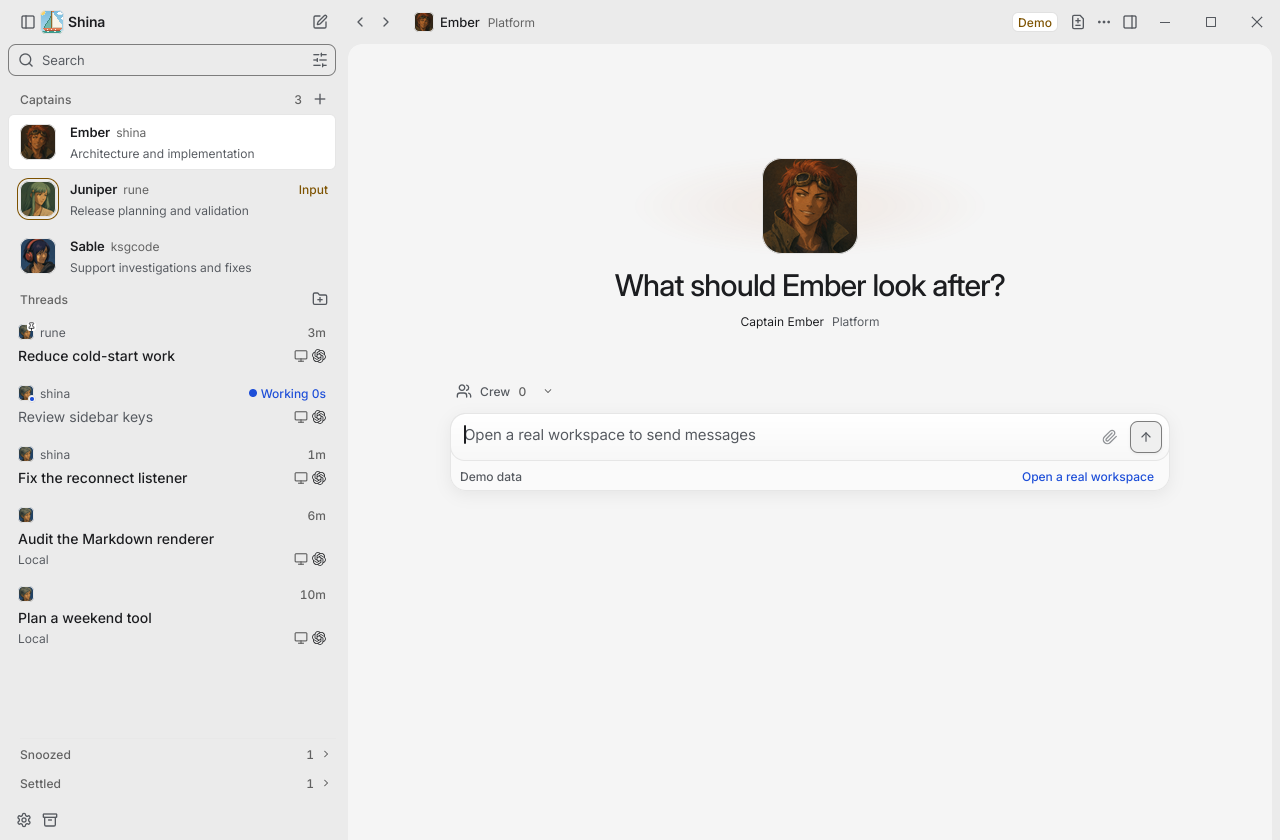 Shina
Ember Platform
Demo
Search
Captains 3
Ember shina
Architecture and implementation
Juniper rune Input
Release planning and validation
Sable ksgcode
Support investigations and fixes
Threads
rune 3m
Reduce cold-start work
shina Working 0s
Review sidebar keys
shina 1m
Fix the reconnect listener
6m
Audit the Markdown renderer
Local
10m
Plan a weekend tool
Local
Snoozed 1
Settled 1
What should Ember look after?
Captain Ember Platform
Crew 0
Open a real workspace to send messages
Demo data Open a real workspace